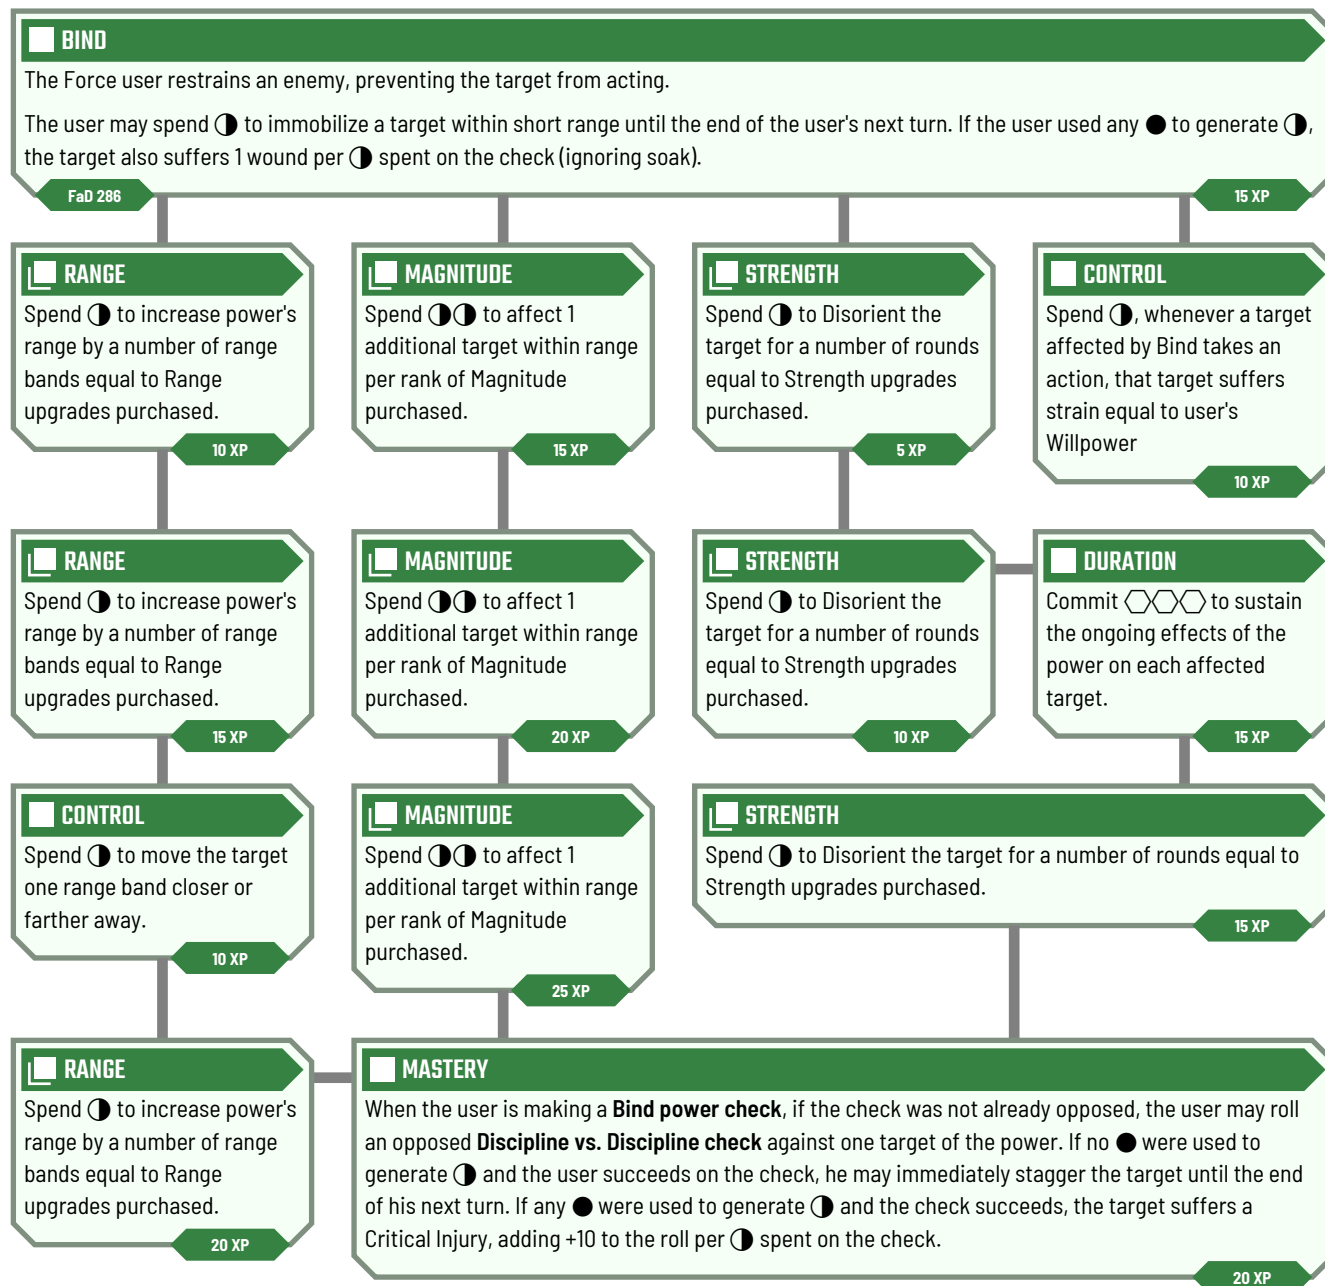 BIND
The Force user restrains an enemy, preventing the target from acting.
The user may spend ◑ to immobilize a target within short range until the end of the user's next turn. If the user used any ● to generate ◑,
the target also suffers 1 wound per ◑ spent on the check (ignoring soak).
FaD 286
15 XP
RANGE
Spend ◑ to increase power's
range by a number of range
bands equal to Range
upgrades purchased.
10 XP
MAGNITUDE
Spend ◑◑ to affect 1
additional target within range
per rank of Magnitude
purchased.
15 XP
STRENGTH
Spend ◑ to Disorient the
target for a number of rounds
equal to Strength upgrades
purchased.
5 XP
CONTROL
Spend ◑, whenever a target
affected by Bind takes an
action, that target suffers
strain equal to user's
Willpower
10 XP
RANGE
Spend ◑ to increase power's
range by a number of range
bands equal to Range
upgrades purchased.
15 XP
MAGNITUDE
Spend ◑◑ to affect 1
additional target within range
per rank of Magnitude
purchased.
20 XP
STRENGTH
Spend ◑ to Disorient the
target for a number of rounds
equal to Strength upgrades
purchased.
10 XP
DURATION
Commit ⬡⬡⬡ to sustain
the ongoing effects of the
power on each affected
target.
15 XP
CONTROL
Spend ◑ to move the target
one range band closer or
farther away.
10 XP
MAGNITUDE
Spend ◑◑ to affect 1
additional target within range
per rank of Magnitude
purchased.
25 XP
STRENGTH
Spend ◑ to Disorient the target for a number of rounds equal to
Strength upgrades purchased.
15 XP
RANGE
Spend ◑ to increase power's
range by a number of range
bands equal to Range
upgrades purchased.
20 XP
MASTERY
When the user is making a Bind power check, if the check was not already opposed, the user may roll
an opposed Discipline vs. Discipline check against one target of the power. If no ● were used to
generate ◑ and the user succeeds on the check, he may immediately stagger the target until the end
of his next turn. If any ● were used to generate ◑ and the check succeeds, the target suffers a
Critical Injury, adding +10 to the roll per ◑ spent on the check.
20 XP